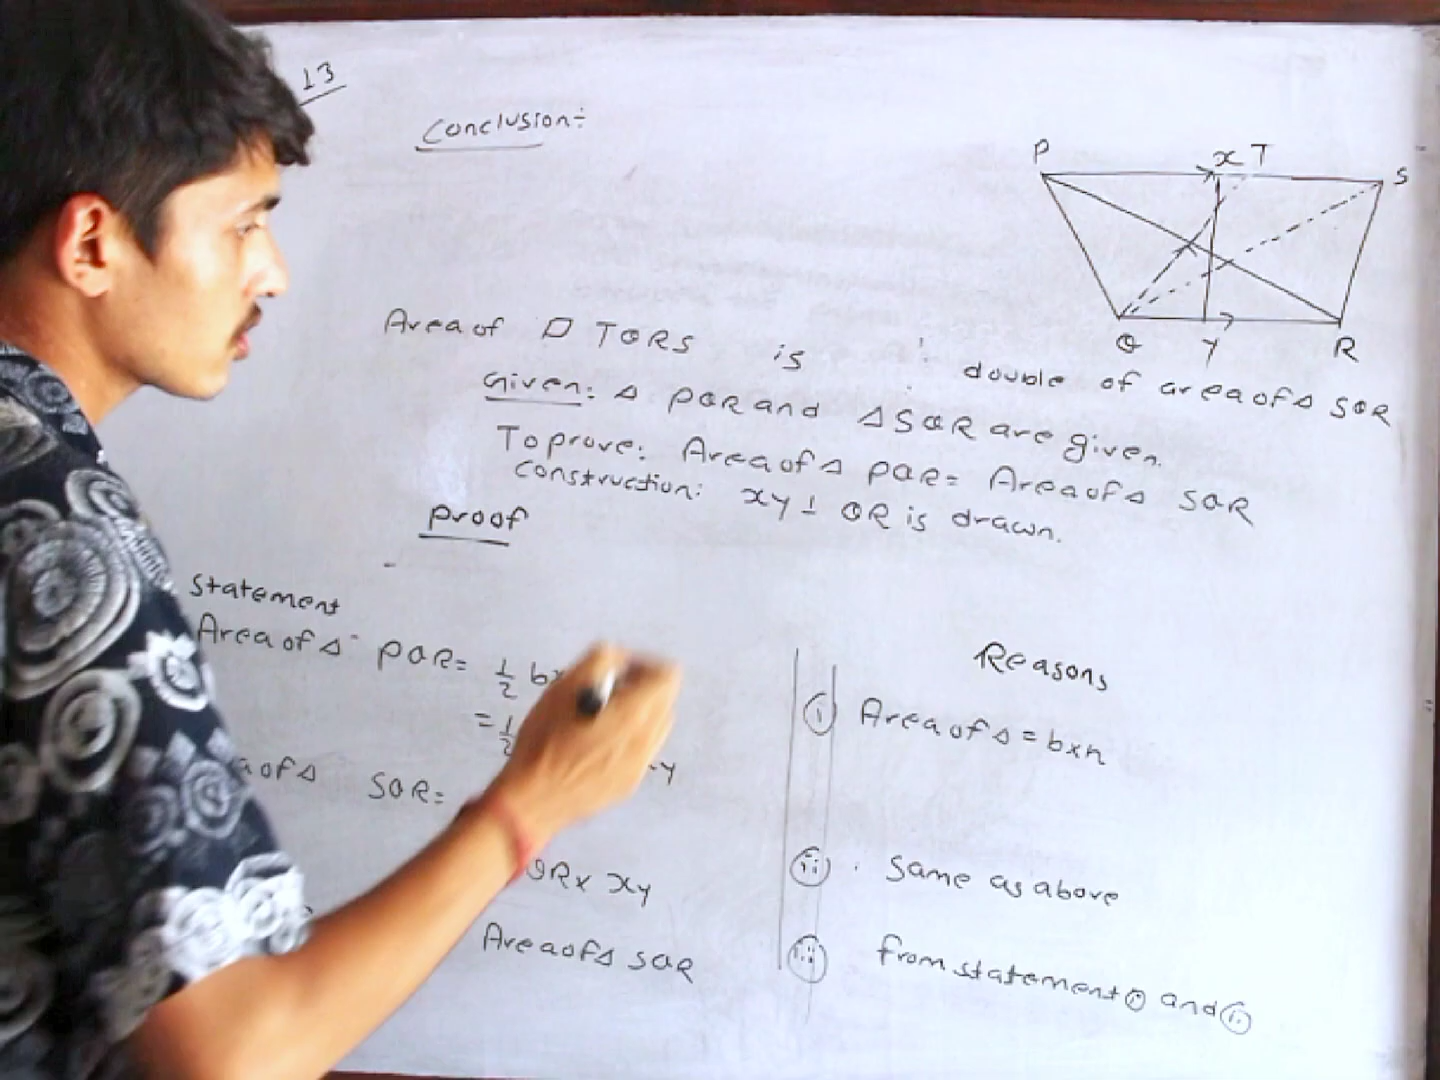 13
Conclusion:-
P x T S
Q Y R
Area of ▱ TQRS is double of area of Δ SQR
Given: Δ PQR and Δ SQR are given.
To prove: Area of Δ PQR = Area of Δ SQR
Construction: xy ⊥ QR is drawn.
Proof
Statement
Reasons
Area of Δ PQR = 1/2 b×
(i) Area of Δ = b×h
= 1/2
Δ SQR =
QR × xy
(ii) Same as above
Area of Δ SQR
(iii) from statement (i) and (ii)